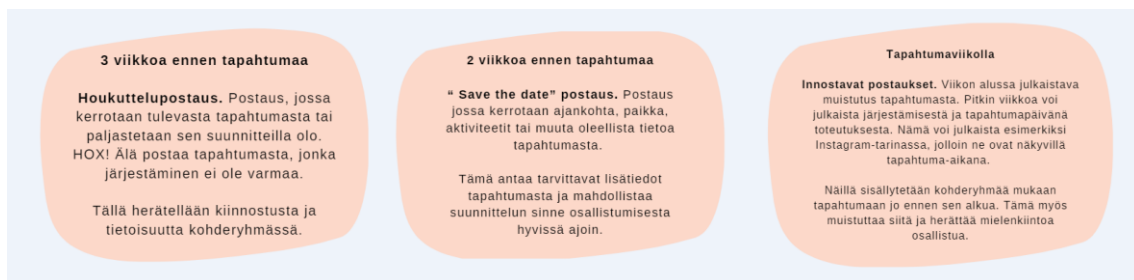 3 viikkoa ennen tapahtumaa
Houkuttelupostaus. Postaus, jossa
kerrotaan tulevasta tapahtumasta tai
paljastetaan sen suunnitteilla olo.
HOX! Älä postaa tapahtumasta, jonka
järjestäminen ei ole varmaa.
Tällä herätellään kiinnostusta ja
tietoisuutta kohderyhmässä.
2 viikkoa ennen tapahtumaa
“ Save the date” postaus. Postaus
jossa kerrotaan ajankohta, paikka,
aktiviteetit tai muuta oleellista tietoa
tapahtumasta.
Tämä antaa tarvittavat lisätiedot
tapahtumasta ja mahdollistaa
suunnittelun sinne osallistumisesta
hyvissä ajoin.
Tapahtumaviikolla
Innostavat postaukset. Viikon alussa julkaistava
muistutus tapahtumasta. Pitkin viikkoa voi
julkaista järjestämisestä ja tapahtumapäivänä
toteutuksesta. Nämä voi julkaista esimerkiksi
Instagram-tarinassa, jolloin ne ovat näkyvillä
tapahtuma-aikana.
Näillä sisällytetään kohderyhmää mukaan
tapahtumaan jo ennen sen alkua. Tämä myös
muistuttaa siitä ja herättää mielenkiintoa
osallistua.